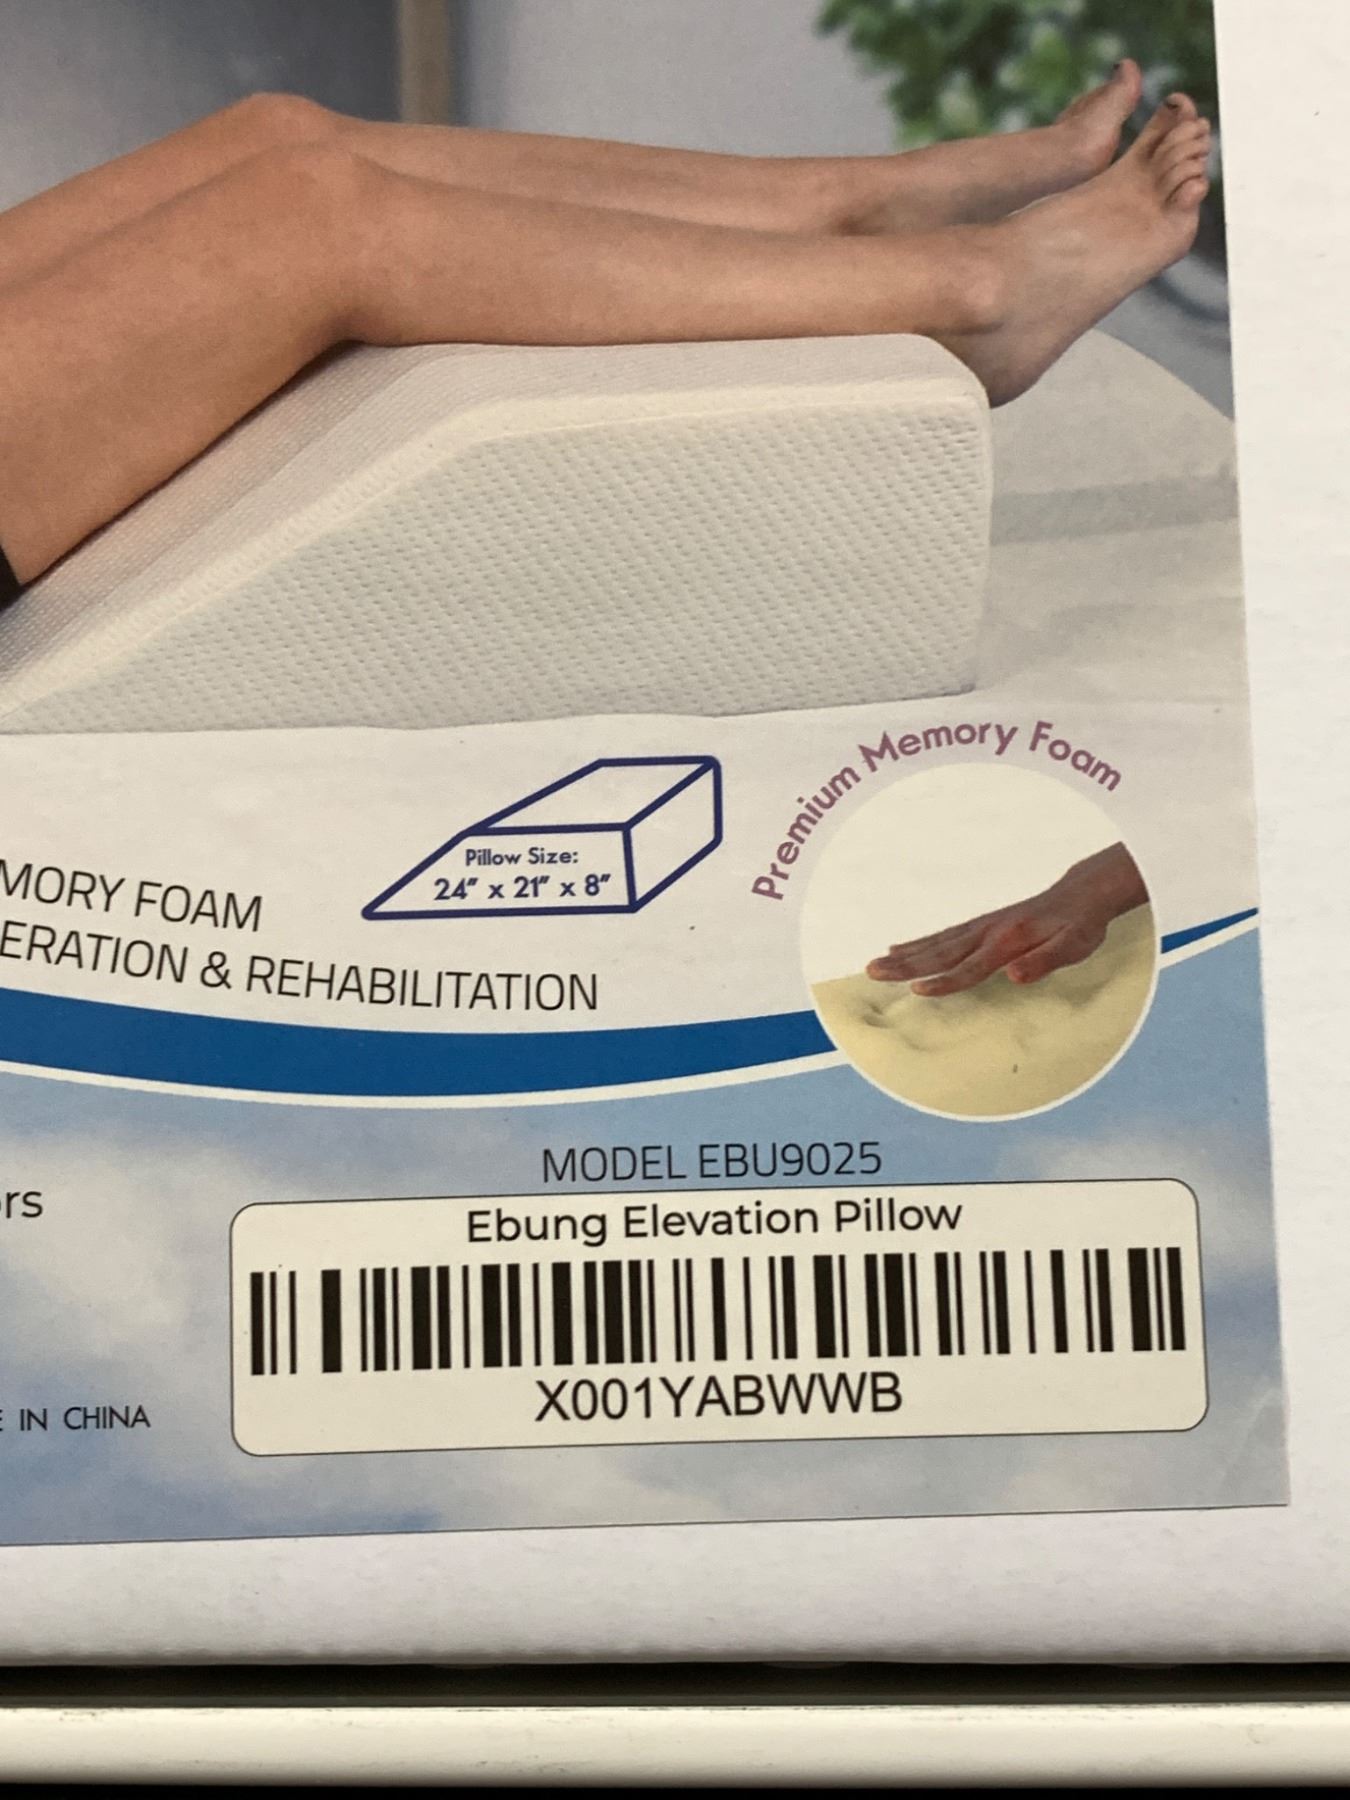 Premium Memory Foam
Pillow Size:
24" x 21" x 8"
MORY FOAM
ERATION & REHABILITATION
MODEL EBU9025
rs
Ebung Elevation Pillow
X001YABWWB
E IN CHINA